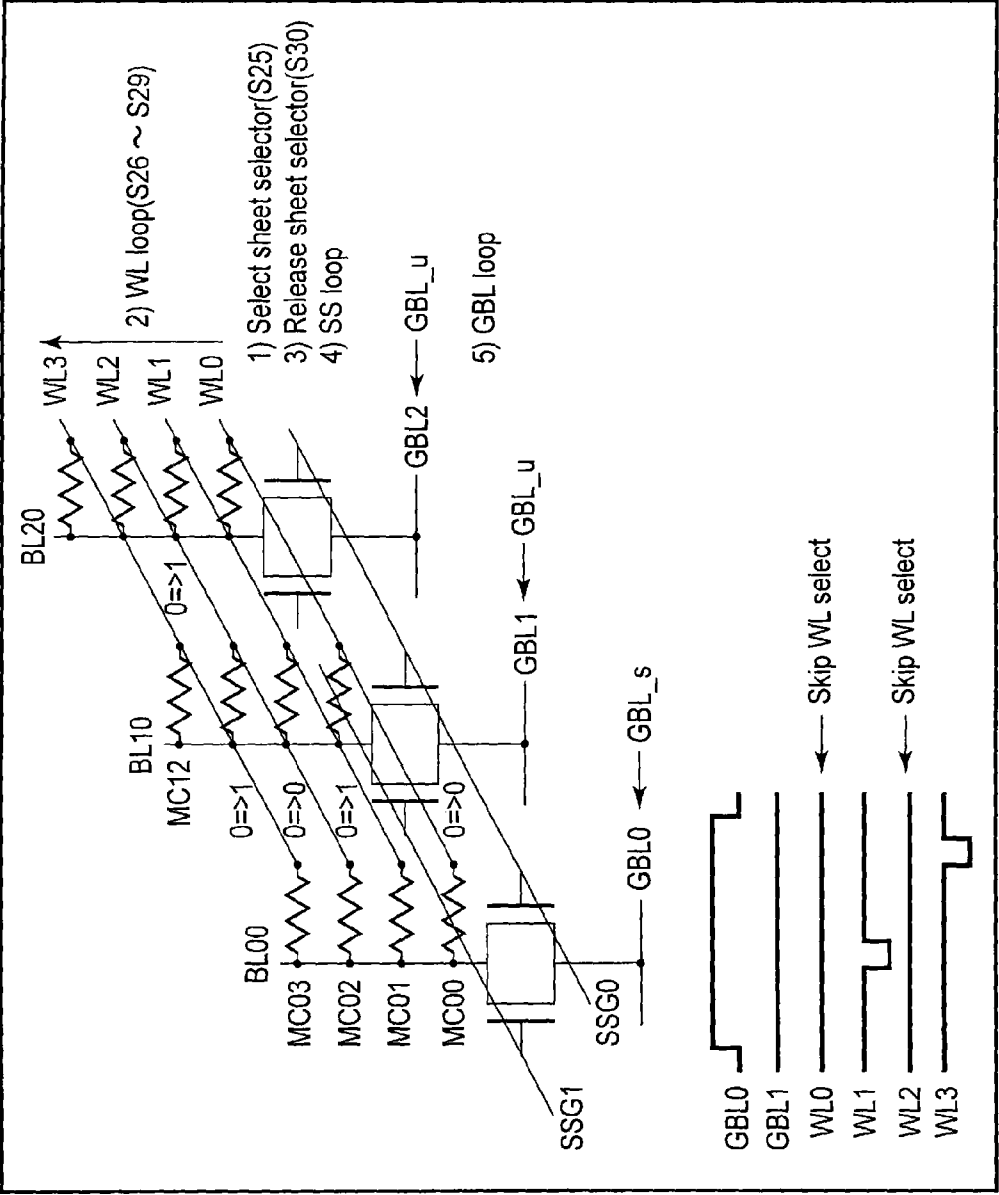 BL20
WL3
WL2
WL1
WL0
2) WL loop(S26 ~ S29)
1) Select sheet selector(S25)
3) Release sheet selector(S30)
4) SS loop
5) GBL loop
0=>1
BL10
MC12
GBL2
GBL_u
0=>1
0=>0
0=>1
0=>0
GBL1
GBL_u
BL00
MC03
MC02
MC01
MC00
GBL0
GBL_s
SSG1
SSG0
GBL0
GBL1
WL0
Skip WL select
WL1
WL2
Skip WL select
WL3